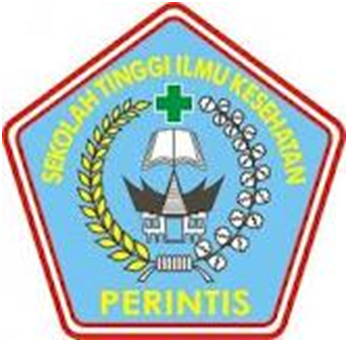 SEKOLAH TINGGI ILMU KESEHATAN
PERINTIS